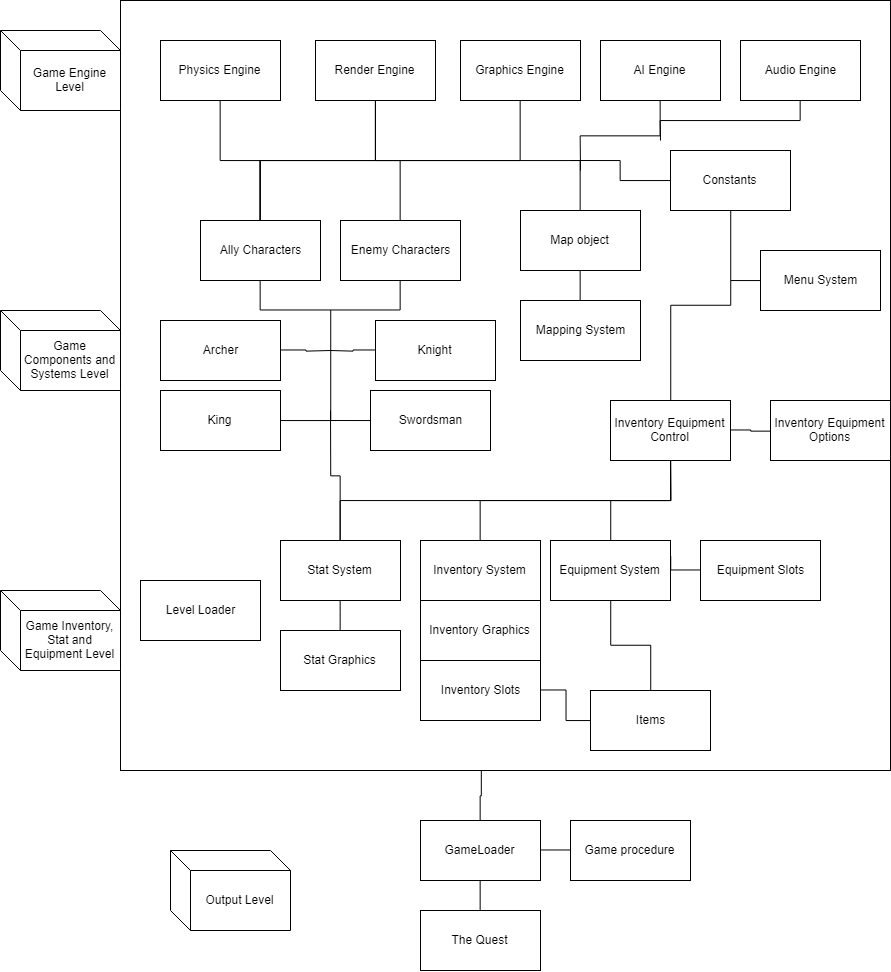 Game Engine
Level
Physics Engine
Render Engine
Graphics Engine
AI Engine
Audio Engine
Constants
Ally Characters
Enemy Characters
Map object
Menu System
Game
Components and
Systems Level
Archer
Knight
Mapping System
King
Swordsman
Inventory Equipment
Control
Inventory Equipment
Options
Game Inventory,
Stat and
Equipment Level
Level Loader
Stat System
Inventory System
Equipment System
Equipment Slots
Stat Graphics
Inventory Graphics
Inventory Slots
Items
GameLoader
Game procedure
Output Level
The Quest